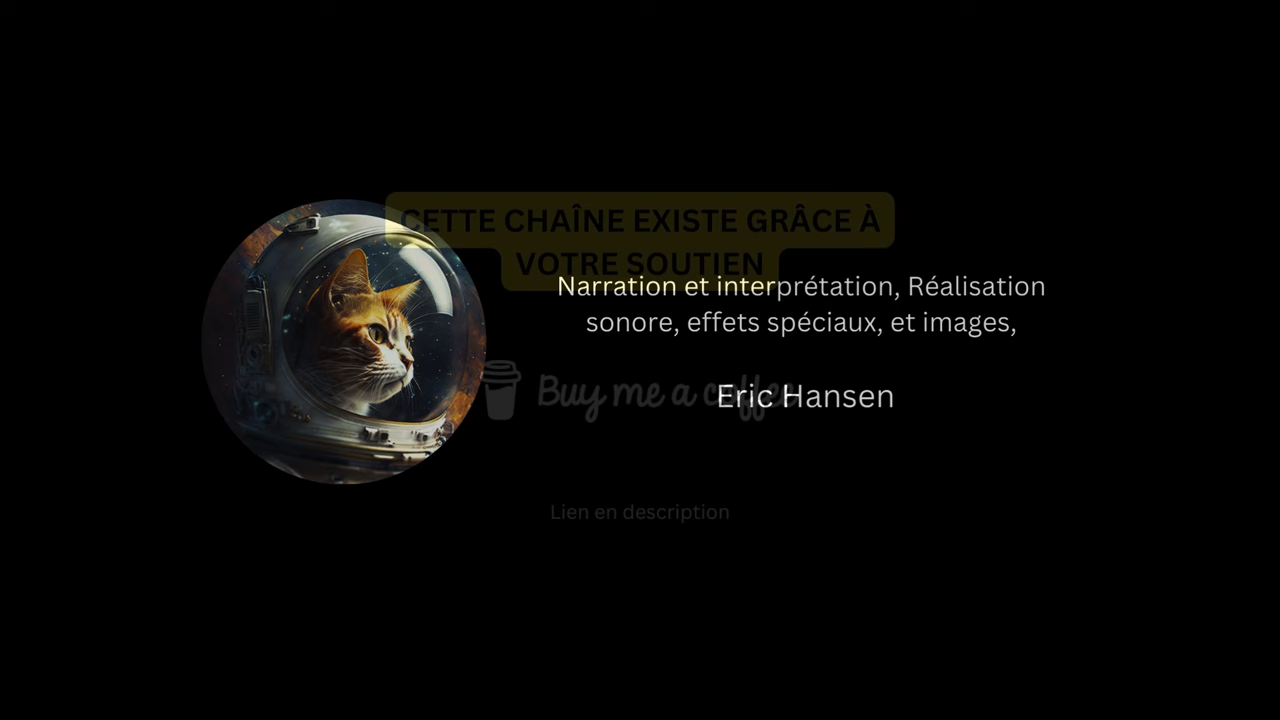 CETTE CHAÎNE EXISTE GRÂCE À
VOTRE SOUTIEN
Narration et interprétation, Réalisation
sonore, effets spéciaux, et images,
Buy me a coffee
Eric Hansen
Lien en description